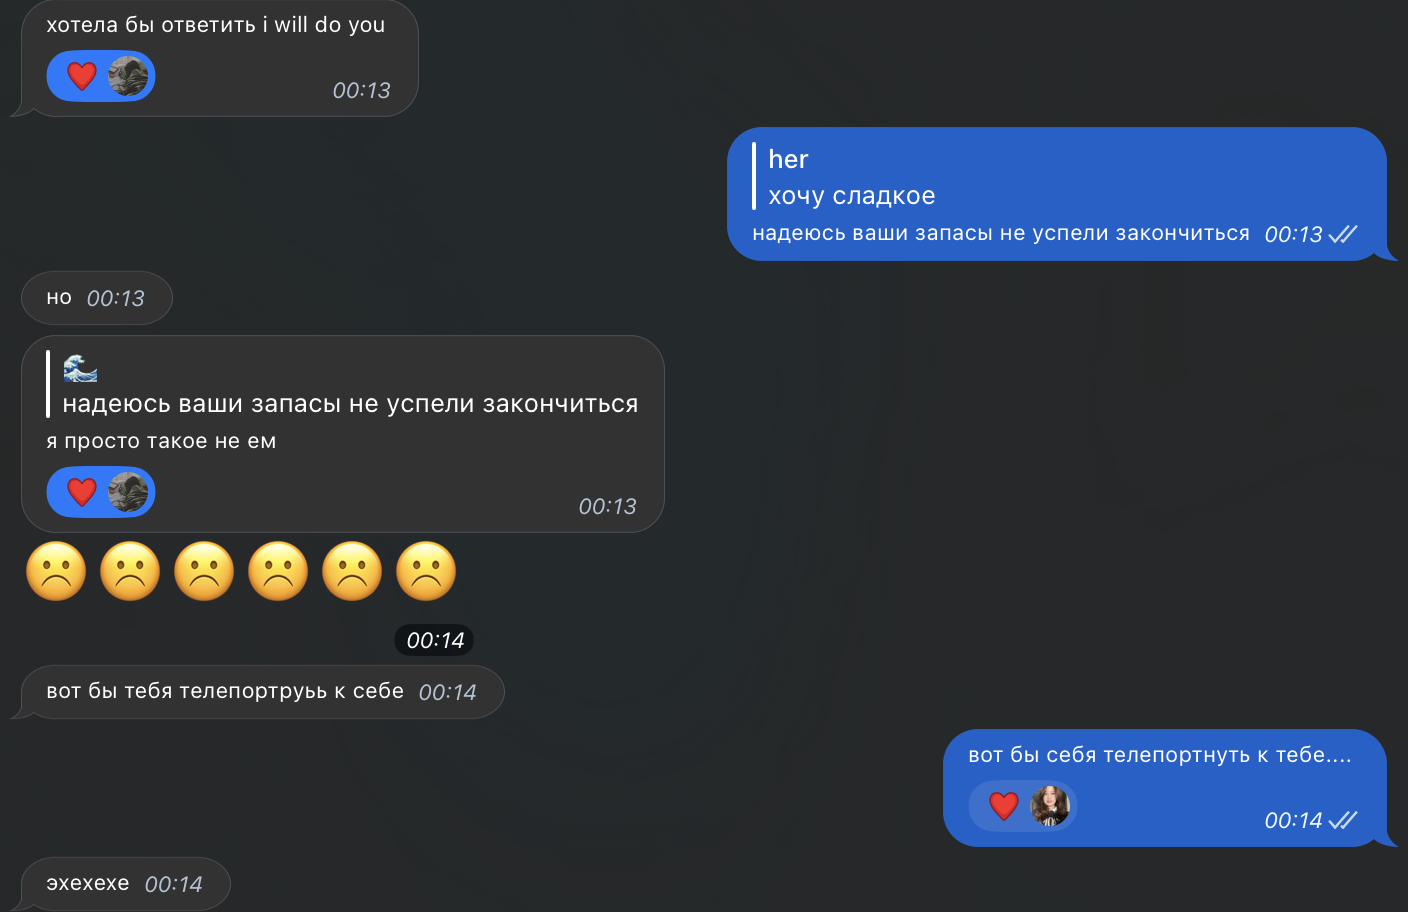 хотела бы ответить i will do you
00:13
her
хочу сладкое
надеюсь ваши запасы не успели закончиться 00:13
но 00:13
надеюсь ваши запасы не успели закончиться
я просто такое не ем
00:13
00:14
вот бы тебя телепортруьь к себе 00:14
вот бы себя телепортнуть к тебе....
00:14
эхехехе 00:14